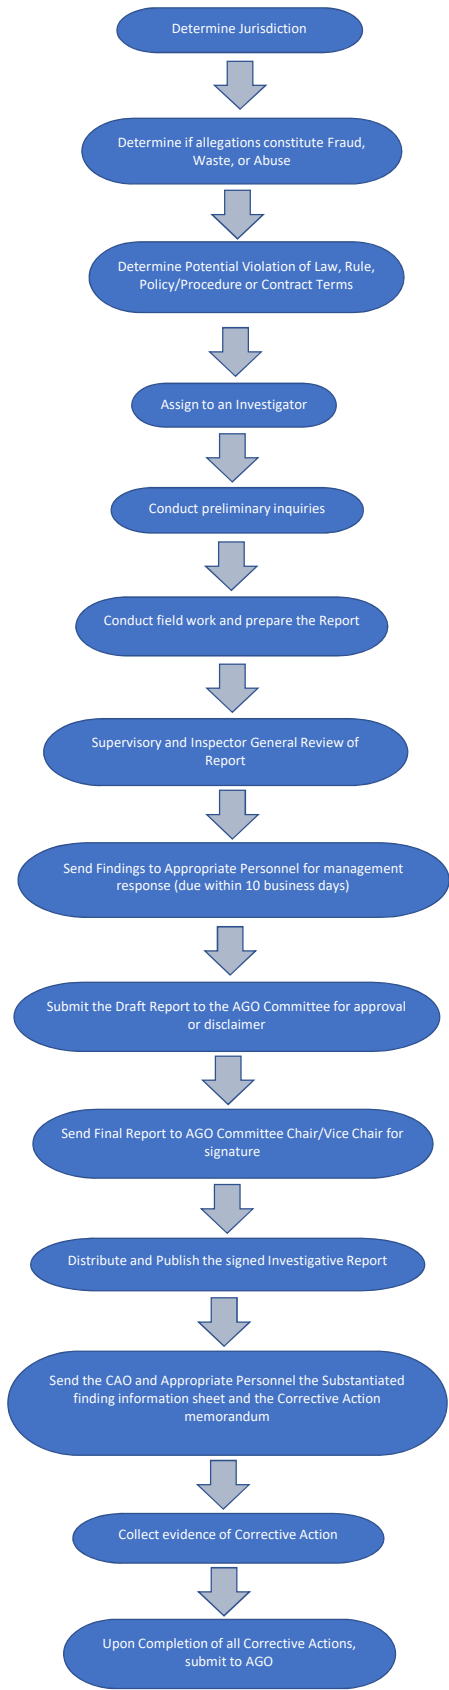 Determine Jurisdiction
Determine if allegations constitute Fraud,
Waste, or Abuse
Determine Potential Violation of Law, Rule,
Policy/Procedure or Contract Terms
Assign to an Investigator
Conduct preliminary inquiries
Conduct field work and prepare the Report
Supervisory and Inspector General Review of
Report
Send Findings to Appropriate Personnel for management
response (due within 10 business days)
Submit the Draft Report to the AGO Committee for approval
or disclaimer
Send Final Report to AGO Committee Chair/Vice Chair for
signature
Distribute and Publish the signed Investigative Report
Send the CAO and Appropriate Personnel the Substantiated
finding information sheet and the Corrective Action
memorandum
Collect evidence of Corrective Action
Upon Completion of all Corrective Actions,
submit to AGO